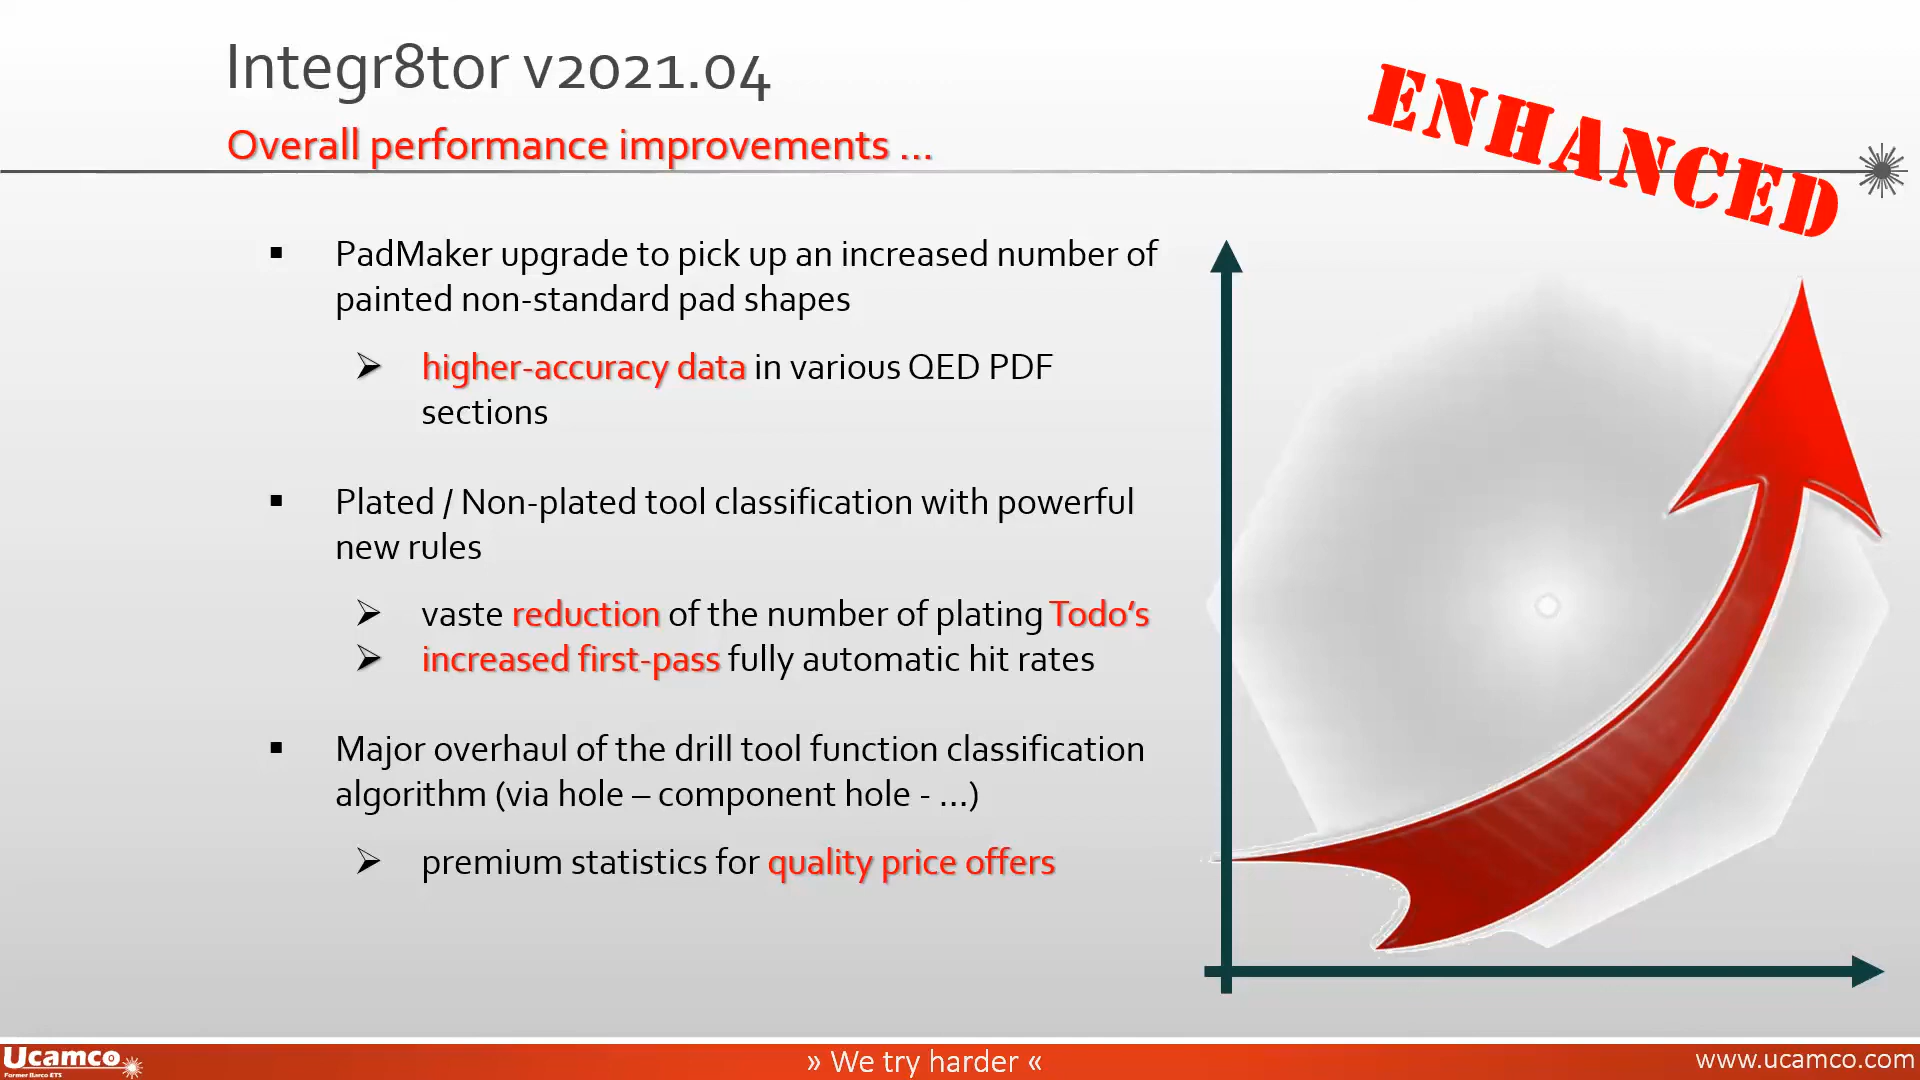 Integr8tor v2021.04
Overall performance improvements ...
ENHANCED
PadMaker upgrade to pick up an increased number of
painted non-standard pad shapes
higher-accuracy data in various QED PDF
sections
Plated / Non-plated tool classification with powerful
new rules
vaste reduction of the number of plating Todo's
increased first-pass fully automatic hit rates
Major overhaul of the drill tool function classification
algorithm (via hole – component hole - ...)
premium statistics for quality price offers
Ucamco
Former Barco ETS
» We try harder «
www.ucamco.com